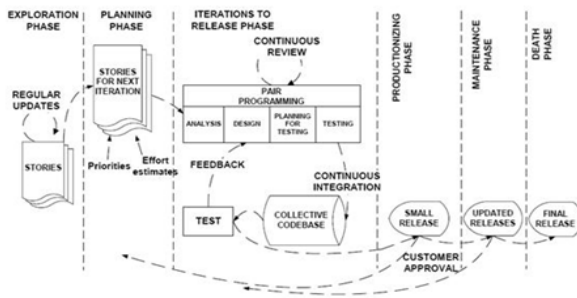 EXPLORATION
PHASE
PLANNING
PHASE
ITERATIONS TO
RELEASE PHASE
PRODUCTIONIZING
PHASE
MAINTENANCE
PHASE
DEATH
PHASE
CONTINUOUS
REVIEW
STORIES
FOR NEXT
ITERATION
REGULAR
UPDATES
PAIR
PROGRAMMING
ANALYSIS
DESIGN
PLANNING
FOR
TESTING
TESTING
STORIES
Priorities
Effort
estimates
FEEDBACK
CONTINUOUS
INTEGRATION
TEST
COLLECTIVE
CODEBASE
SMALL
RELEASE
UPDATED
RELEASES
FINAL
RELEASE
CUSTOMER
APPROVAL